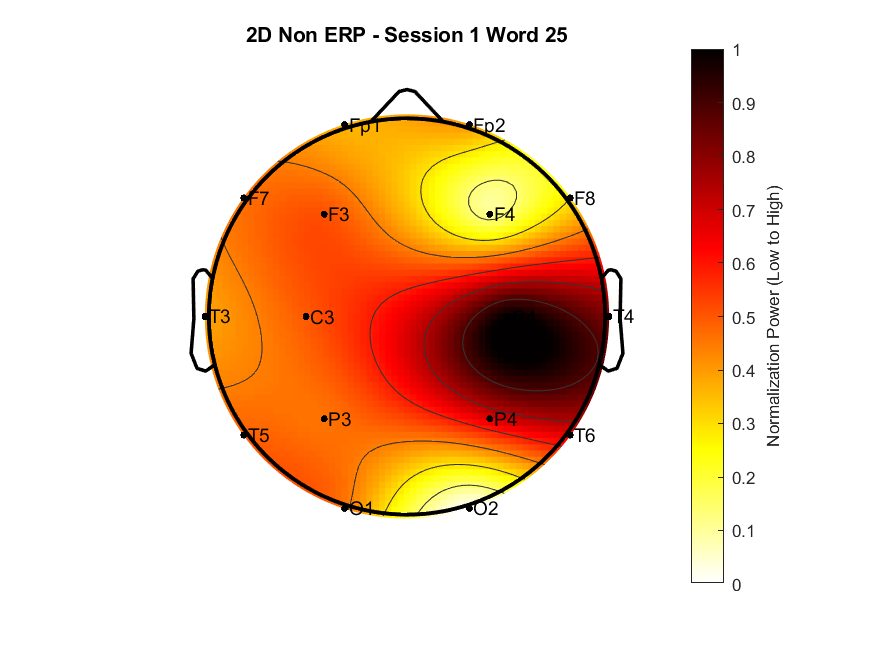 2D Non ERP - Session 1 Word 25
Fp1 Fp2
F7 F8
F3 F4
T3 C3 T4
P3 P4
T5 T6
O1 O2
1
0.9
0.8
0.7
0.6
0.5
0.4
0.3
0.2
0.1
0
Normalization Power (Low to High)